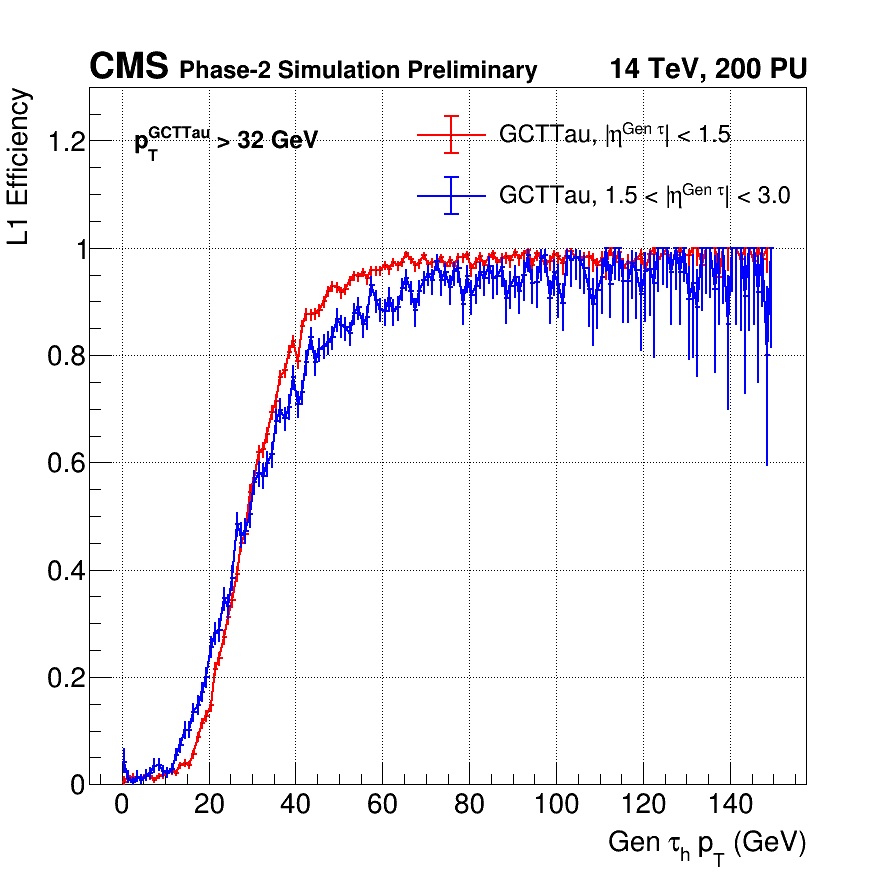 CMS Phase-2 Simulation Preliminary 14 TeV, 200 PU
L1 Efficiency
p_T^GCTTau > 32 GeV
GCTTau, |η^Gen τ| < 1.5
GCTTau, 1.5 < |η^Gen τ| < 3.0
1.2
1
0.8
0.6
0.4
0.2
0
0 20 40 60 80 100 120 140
Gen τ_h p_T (GeV)